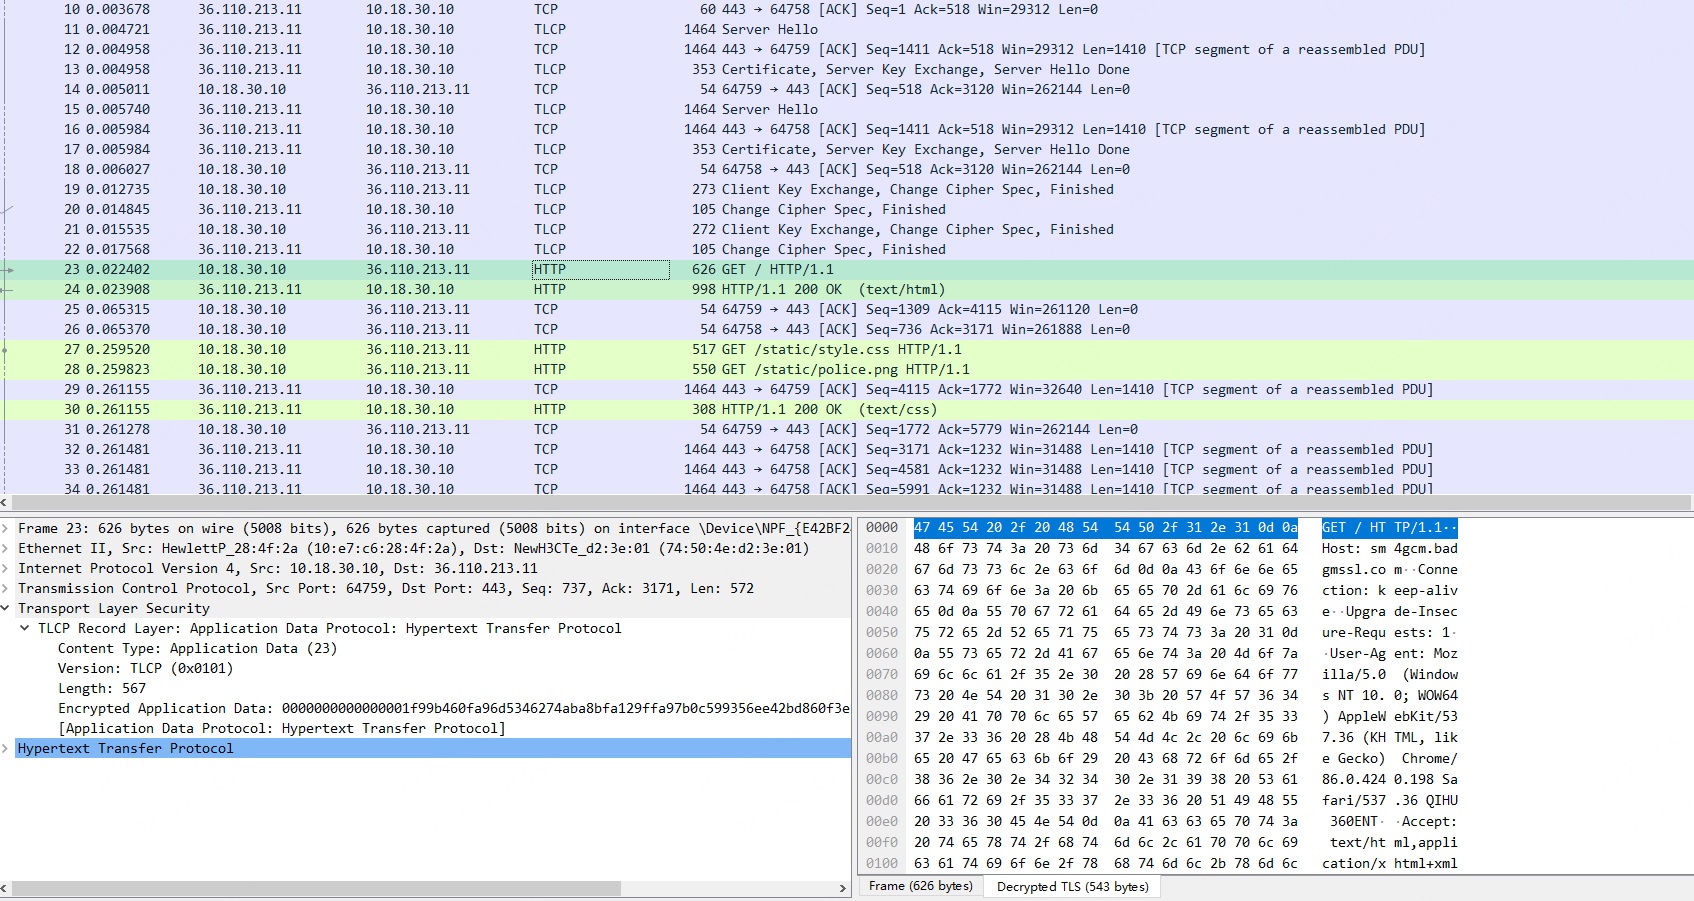 10 0.003678 36.110.213.11 10.18.30.10 TCP 60 443 → 64758 [ACK] Seq=1 Ack=518 Win=29312 Len=0
11 0.004721 36.110.213.11 10.18.30.10 TLCP 1464 Server Hello
12 0.004958 36.110.213.11 10.18.30.10 TCP 1464 443 → 64759 [ACK] Seq=1411 Ack=518 Win=29312 Len=1410 [TCP segment of a reassembled PDU]
13 0.004958 36.110.213.11 10.18.30.10 TLCP 353 Certificate, Server Key Exchange, Server Hello Done
14 0.005011 10.18.30.10 36.110.213.11 TCP 54 64759 → 443 [ACK] Seq=518 Ack=3120 Win=262144 Len=0
15 0.005740 36.110.213.11 10.18.30.10 TLCP 1464 Server Hello
16 0.005984 36.110.213.11 10.18.30.10 TCP 1464 443 → 64758 [ACK] Seq=1411 Ack=518 Win=29312 Len=1410 [TCP segment of a reassembled PDU]
17 0.005984 36.110.213.11 10.18.30.10 TLCP 353 Certificate, Server Key Exchange, Server Hello Done
18 0.006027 10.18.30.10 36.110.213.11 TCP 54 64758 → 443 [ACK] Seq=518 Ack=3120 Win=262144 Len=0
19 0.012735 10.18.30.10 36.110.213.11 TLCP 273 Client Key Exchange, Change Cipher Spec, Finished
20 0.014845 36.110.213.11 10.18.30.10 TLCP 105 Change Cipher Spec, Finished
21 0.015535 10.18.30.10 36.110.213.11 TLCP 272 Client Key Exchange, Change Cipher Spec, Finished
22 0.017568 36.110.213.11 10.18.30.10 TLCP 105 Change Cipher Spec, Finished
23 0.022402 10.18.30.10 36.110.213.11 HTTP 626 GET / HTTP/1.1
24 0.023908 36.110.213.11 10.18.30.10 HTTP 998 HTTP/1.1 200 OK (text/html)
25 0.065315 10.18.30.10 36.110.213.11 TCP 54 64759 → 443 [ACK] Seq=1309 Ack=4115 Win=261120 Len=0
26 0.065370 10.18.30.10 36.110.213.11 TCP 54 64758 → 443 [ACK] Seq=736 Ack=3171 Win=261888 Len=0
27 0.259520 10.18.30.10 36.110.213.11 HTTP 517 GET /static/style.css HTTP/1.1
28 0.259823 10.18.30.10 36.110.213.11 HTTP 550 GET /static/police.png HTTP/1.1
29 0.261155 36.110.213.11 10.18.30.10 TCP 1464 443 → 64759 [ACK] Seq=4115 Ack=1772 Win=32640 Len=1410 [TCP segment of a reassembled PDU]
30 0.261155 36.110.213.11 10.18.30.10 HTTP 308 HTTP/1.1 200 OK (text/css)
31 0.261278 10.18.30.10 36.110.213.11 TCP 54 64759 → 443 [ACK] Seq=1772 Ack=5779 Win=262144 Len=0
32 0.261481 36.110.213.11 10.18.30.10 TCP 1464 443 → 64758 [ACK] Seq=3171 Ack=1232 Win=31488 Len=1410 [TCP segment of a reassembled PDU]
33 0.261481 36.110.213.11 10.18.30.10 TCP 1464 443 → 64758 [ACK] Seq=4581 Ack=1232 Win=31488 Len=1410 [TCP segment of a reassembled PDU]
34 0.261481 36.110.213.11 10.18.30.10 TCP 1464 443 → 64758 [ACK] Seq=5991 Ack=1232 Win=31488 Len=1410 [TCP segment of a reassembled PDU]
Frame 23: 626 bytes on wire (5008 bits), 626 bytes captured (5008 bits) on interface \Device\NPF_{E42BF2
Ethernet II, Src: HewlettP_28:4f:2a (10:e7:c6:28:4f:2a), Dst: NewH3CTe_d2:3e:01 (74:50:4e:d2:3e:01)
Internet Protocol Version 4, Src: 10.18.30.10, Dst: 36.110.213.11
Transmission Control Protocol, Src Port: 64759, Dst Port: 443, Seq: 737, Ack: 3171, Len: 572
Transport Layer Security
TLCP Record Layer: Application Data Protocol: Hypertext Transfer Protocol
Content Type: Application Data (23)
Version: TLCP (0x0101)
Length: 567
Encrypted Application Data: 0000000000000001f99b460fa96d5346274aba8bfa129ffa97b0c599356ee42bd860f3e
[Application Data Protocol: Hypertext Transfer Protocol]
Hypertext Transfer Protocol
0000 47 45 54 20 2f 20 48 54 54 50 2f 31 2e 31 0d 0a GET / HT TP/1.1··
0010 48 6f 73 74 3a 20 73 6d 34 67 63 6d 2e 62 61 64 Host: sm 4gcm.bad
0020 67 6d 73 73 6c 2e 63 6f 6d 0d 0a 43 6f 6e 6e 65 gmssl.co m··Conne
0030 63 74 69 6f 6e 3a 20 6b 65 65 70 2d 61 6c 69 76 ction: k eep-aliv
0040 65 0d 0a 55 70 67 72 61 64 65 2d 49 6e 73 65 63 e··Upgra de-Insec
0050 75 72 65 2d 52 65 71 75 65 73 74 73 3a 20 31 0d ure-Requ ests: 1·
0060 0a 55 73 65 72 2d 41 67 65 6e 74 3a 20 4d 6f 7a ·User-Ag ent: Moz
0070 69 6c 6c 61 2f 35 2e 30 20 28 57 69 6e 64 6f 77 illa/5.0 (Window
0080 73 20 4e 54 20 31 30 2e 30 3b 20 57 4f 57 36 34 s NT 10. 0; WOW64
0090 29 20 41 70 70 6c 65 57 65 62 4b 69 74 2f 35 33 ) AppleW ebKit/53
00a0 37 2e 33 36 20 28 4b 48 54 4d 4c 2c 20 6c 69 6b 7.36 (KH TML, lik
00b0 65 20 47 65 63 6b 6f 29 20 43 68 72 6f 6d 65 2f e Gecko) Chrome/
00c0 38 36 2e 30 2e 34 32 34 30 2e 31 39 38 20 53 61 86.0.424 0.198 Sa
00d0 66 61 72 69 2f 35 33 37 2e 33 36 20 51 49 48 55 fari/537 .36 QIHU
00e0 20 33 36 30 45 4e 54 0d 0a 41 63 63 65 70 74 3a 360ENT· ·Accept:
00f0 20 74 65 78 74 2f 68 74 6d 6c 2c 61 70 70 6c 69 text/ht ml,appli
0100 63 61 74 69 6f 6e 2f 78 68 74 6d 6c 2b 78 6d 6c cation/x html+xml
Frame (626 bytes) Decrypted TLS (543 bytes)